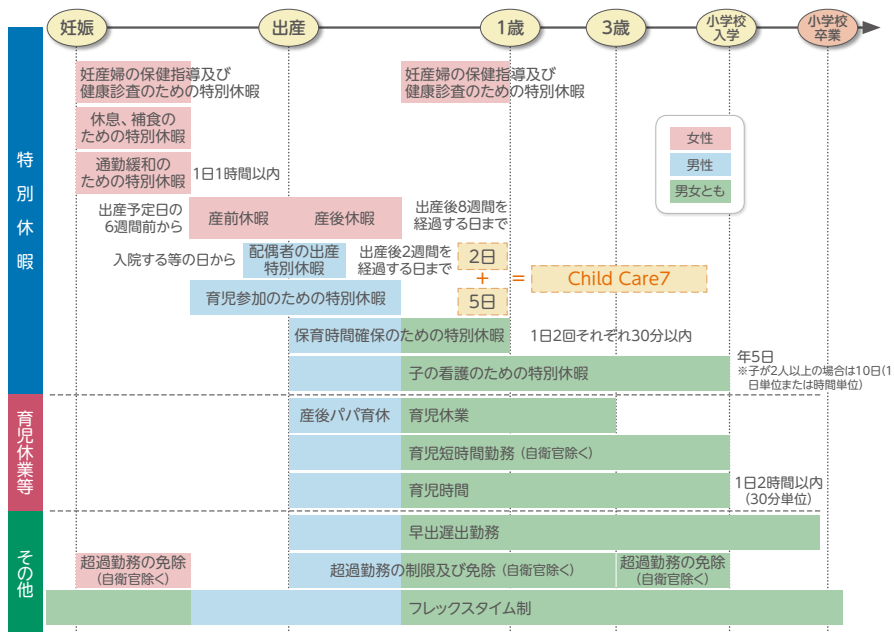 妊娠
出産
1歳
3歳
小学校
入学
小学校
卒業
特別休暇
妊産婦の保健指導及び
健康診査のための特別休暇
妊産婦の保健指導及び
健康診査のための特別休暇
休息、補食の
ための特別休暇
通勤緩和の
ための特別休暇
1日1時間以内
女性
男性
男女とも
出産予定日の
6週間前から
産前休暇
産後休暇
出産後8週間を
経過する日まで
入院する等の日から
配偶者の出産
特別休暇
出産後2週間を
経過する日まで
2日
+
5日
=
Child Care7
育児参加のための特別休暇
保育時間確保のための特別休暇
1日2回それぞれ30分以内
子の看護のための特別休暇
年5日
※子が2人以上の場合は10日(1
日単位または時間単位)
育児休業等
産後パパ育休
育児休業
育児短時間勤務 (自衛官除く)
育児時間
1日2時間以内
(30分単位)
その他
早出遅出勤務
超過勤務の免除
(自衛官除く)
超過勤務の制限及び免除 (自衛官除く)
超過勤務の免除
(自衛官除く)
フレックスタイム制